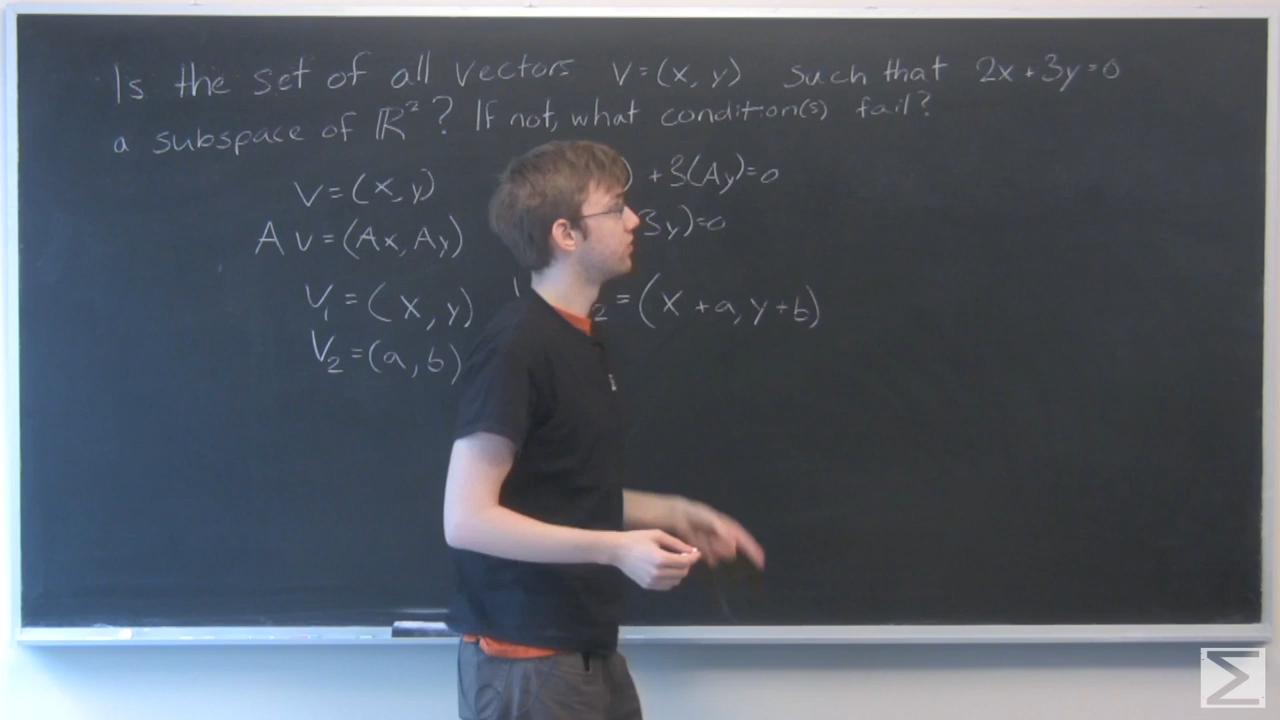 Is the set of all vectors V=(x, y) such that 2x+3y=0
a subspace of ℝ²? If not, what condition(s) fail?
V=(x, y) ) +3(Ay)=0
AV=(Ax, Ay) 3y)=0
V₁=(x, y) ₂=(x+a, y+b)
V₂=(a, b)
Σ